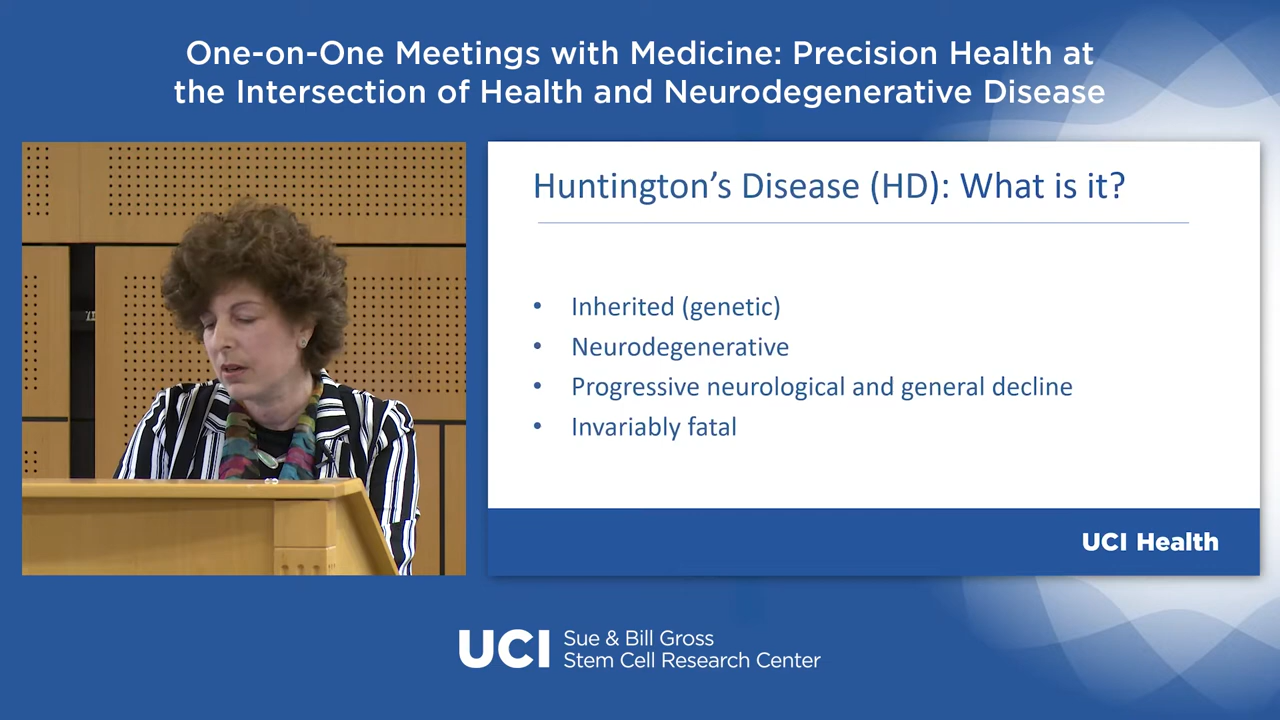 One-on-One Meetings with Medicine: Precision Health at
the Intersection of Health and Neurodegenerative Disease
Huntington's Disease (HD): What is it?
• Inherited (genetic)
• Neurodegenerative
• Progressive neurological and general decline
• Invariably fatal
UCI Health
UCI Sue & Bill Gross
Stem Cell Research Center